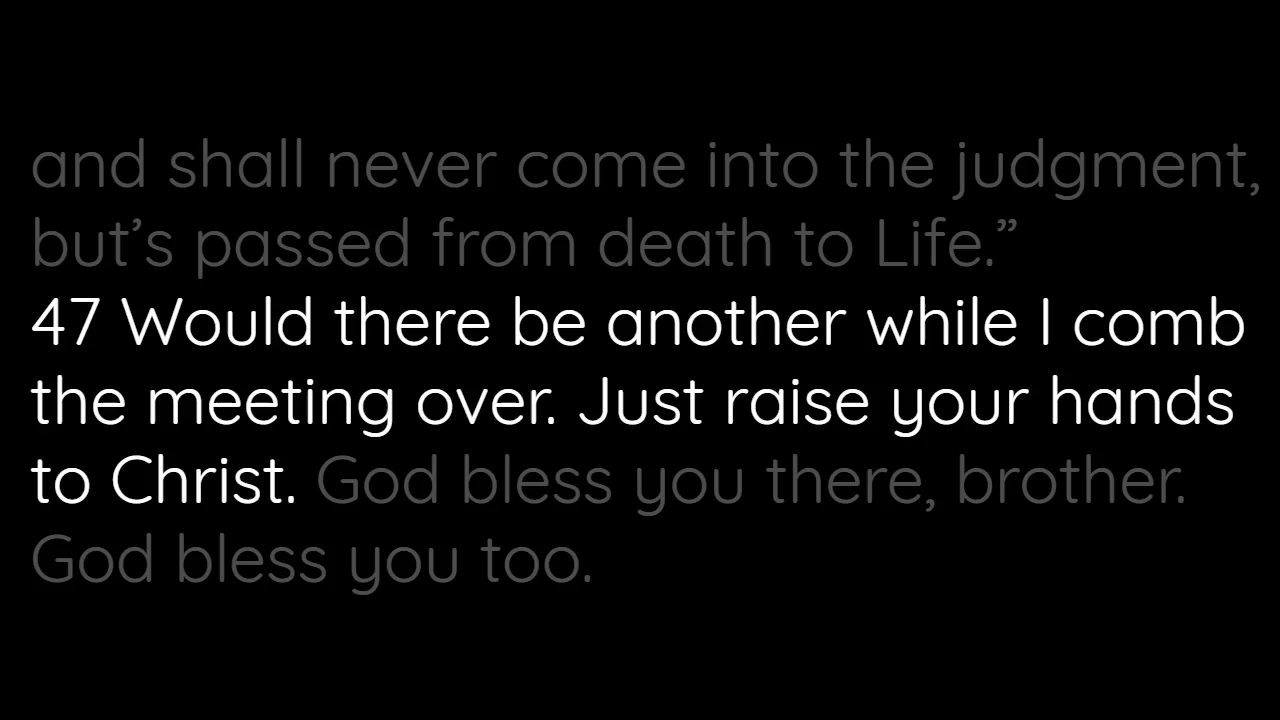 and shall never come into the judgment,
but’s passed from death to Life.”
47 Would there be another while I comb
the meeting over. Just raise your hands
to Christ. God bless you there, brother.
God bless you too.